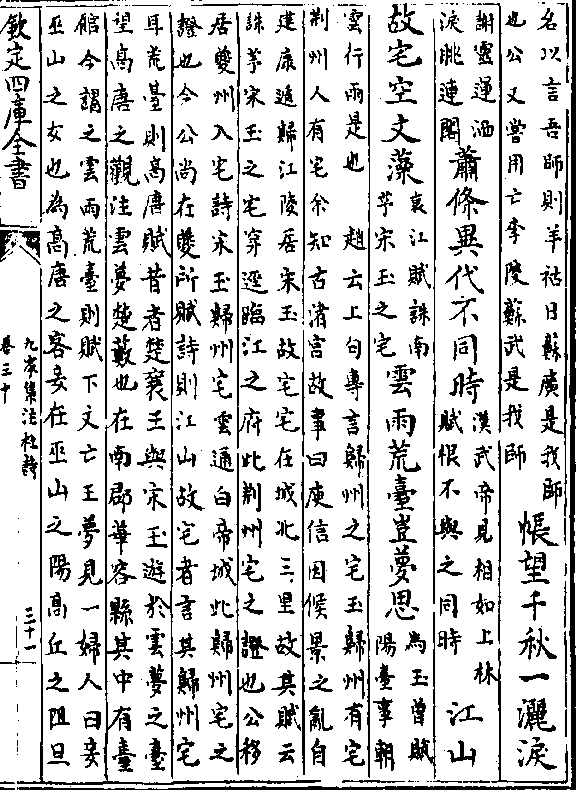 名以言吾師則羊祜曰蘇廣是我師
也公又嘗用亡李陵蘇武是我師
悵望千秋一灑淚
謝靈運洒
淚眺連閣
蕭條異代不同時
漢武帝見相如上林
賦恨不與之同時
江山
故宅空文藻
哀江賦誅南
茅宋玉之宅
雲雨荒臺豈夢思
為玉曾賦
陽臺事朝
雲行雨是也 趙云上句專言歸州之宅玉歸州有宅
荆州人有宅余知古渚宮故事曰庾信因侯景之亂自
建康遁歸江陵居宋玉故宅宅在城北三里故其賦云
誅茅宋玉之宅穿逕臨江之府此荆州宅之證也公移
居夔州入宅詩宋玉歸州宅雲通白帝城此歸州宅之
證也今公尚在夔所賦詩則江山故宅者言其歸州宅
耳荒臺則高唐賦昔者楚襄王與宋玉遊於雲夢之臺
望高唐之觀注雲夢楚藪也在南郡華容縣其中有臺
館今謂之雲雨荒臺則賦下文亡王夢見一婦人曰妾
巫山之女也為高唐之客妾在巫山之陽高丘之阻旦
欽定四庫全書
九家集注杜詩
卷三十
三十一